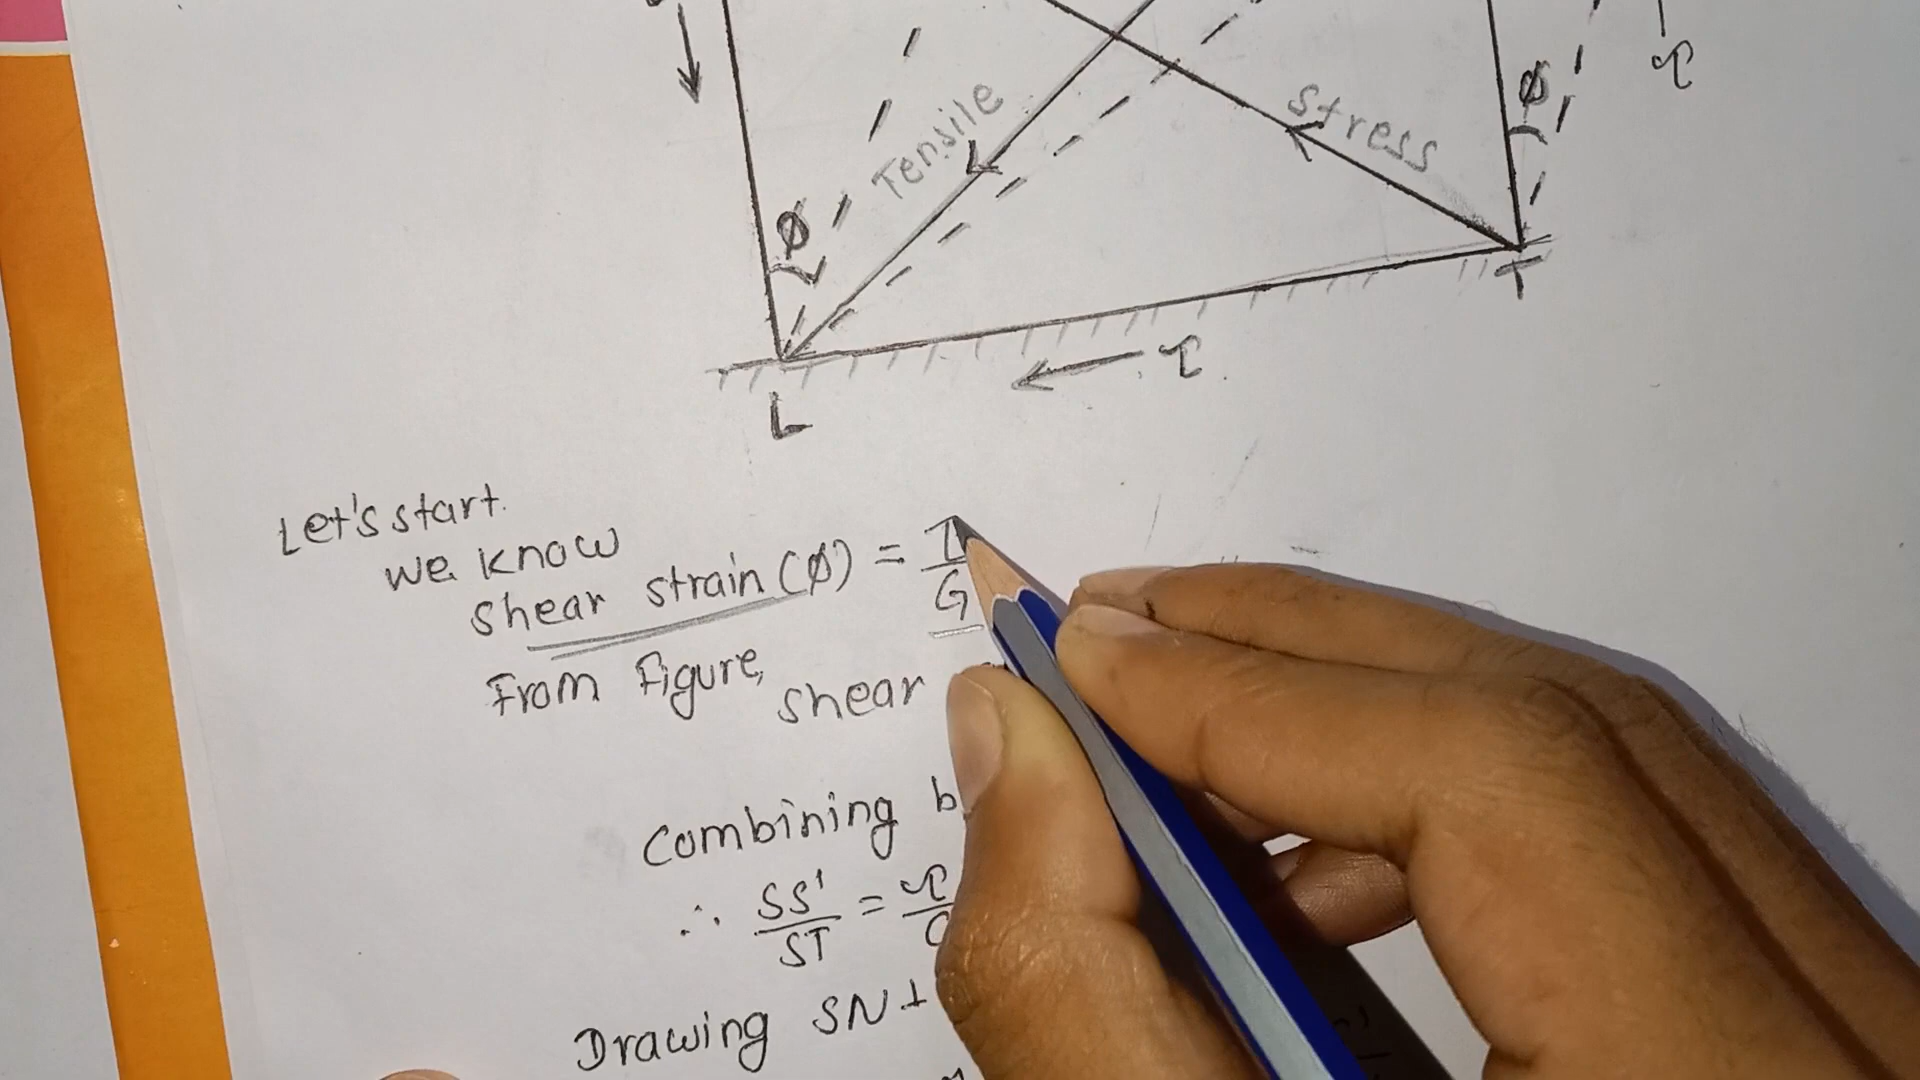 τ
φ
Stress
Tensile
φ
T
τ
L
Let's start.
we know
shear strain (φ) = τ/G
From Figure,
shear
Combining
∴ SS'/ST = τ
Drawing SN ⊥